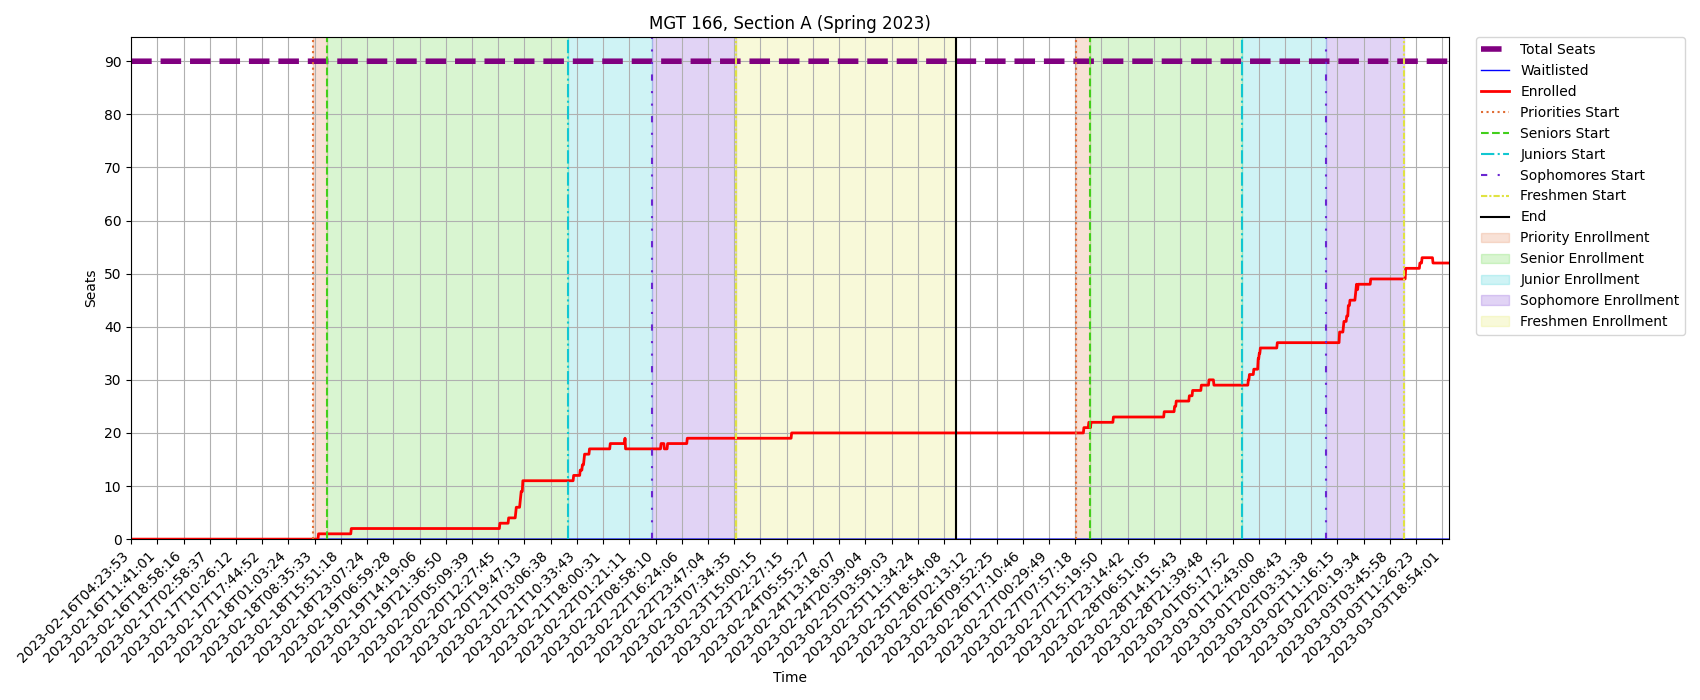 MGT 166, Section A (Spring 2023)
Seats
90
80
70
60
50
40
30
20
10
0
2023-02-16T04:23:53
2023-02-16T11:41:01
2023-02-16T18:58:16
2023-02-17T02:58:37
2023-02-17T10:26:12
2023-02-17T17:44:52
2023-02-18T01:03:24
2023-02-18T08:35:33
2023-02-18T15:51:18
2023-02-18T23:07:24
2023-02-19T06:59:28
2023-02-19T14:19:06
2023-02-19T21:36:50
2023-02-20T05:09:39
2023-02-20T12:27:45
2023-02-20T19:47:13
2023-02-21T03:06:38
2023-02-21T10:33:43
2023-02-21T18:00:31
2023-02-22T01:21:11
2023-02-22T08:58:10
2023-02-22T16:24:06
2023-02-22T23:47:04
2023-02-23T07:34:35
2023-02-23T15:00:15
2023-02-23T22:27:15
2023-02-24T05:55:27
2023-02-24T13:18:07
2023-02-24T20:39:04
2023-02-25T03:59:03
2023-02-25T11:34:24
2023-02-25T18:54:08
2023-02-26T02:13:12
2023-02-26T09:52:25
2023-02-26T17:10:46
2023-02-27T00:29:49
2023-02-27T07:57:18
2023-02-27T15:19:50
2023-02-27T23:14:42
2023-02-28T06:51:05
2023-02-28T14:15:43
2023-02-28T21:39:48
2023-03-01T05:17:52
2023-03-01T12:43:00
2023-03-01T20:08:43
2023-03-02T03:31:38
2023-03-02T11:16:15
2023-03-02T20:19:34
2023-03-03T03:45:58
2023-03-03T11:26:23
2023-03-03T18:54:01
Time
Total Seats
Waitlisted
Enrolled
Priorities Start
Seniors Start
Juniors Start
Sophomores Start
Freshmen Start
End
Priority Enrollment
Senior Enrollment
Junior Enrollment
Sophomore Enrollment
Freshmen Enrollment